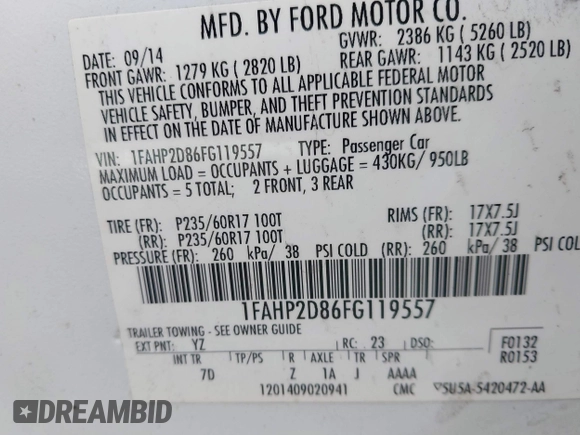 MFD. BY FORD MOTOR CO.
DATE: 09/14 GVWR: 2386 KG ( 5260 LB)
FRONT GAWR: 1279 KG ( 2820 LB) REAR GAWR: 1143 KG ( 2520 LB)
THIS VEHICLE CONFORMS TO ALL APPLICABLE FEDERAL MOTOR
VEHICLE SAFETY, BUMPER, AND THEFT PREVENTION STANDARDS
IN EFFECT ON THE DATE OF MANUFACTURE SHOWN ABOVE.
VIN: 1FAHP2D86FG119557 TYPE: Passenger Car
MAXIMUM LOAD = OCCUPANTS + LUGGAGE = 430KG/ 950LB
OCCUPANTS = 5 TOTAL; 2 FRONT, 3 REAR
TIRE (FR): P235/60R17 100T RIMS (FR): 17X7.5J
(RR): P235/60R17 100T (RR): 17X7.5J
PRESSURE (FR): 260 kPa/ 38 PSI COLD (RR): 260 kPa/ 38 PSI COLD
1FAHP2D86FG119557
TRAILER TOWING - SEE OWNER GUIDE
EXT PNT: YZ RC: 23 DSO: F0132
INT TR TP/PS R AXLE TR SPR R0153
7D Z 1A J AAAA
1201409020941 CMC SUSA-5420472-AA
DREAMBID